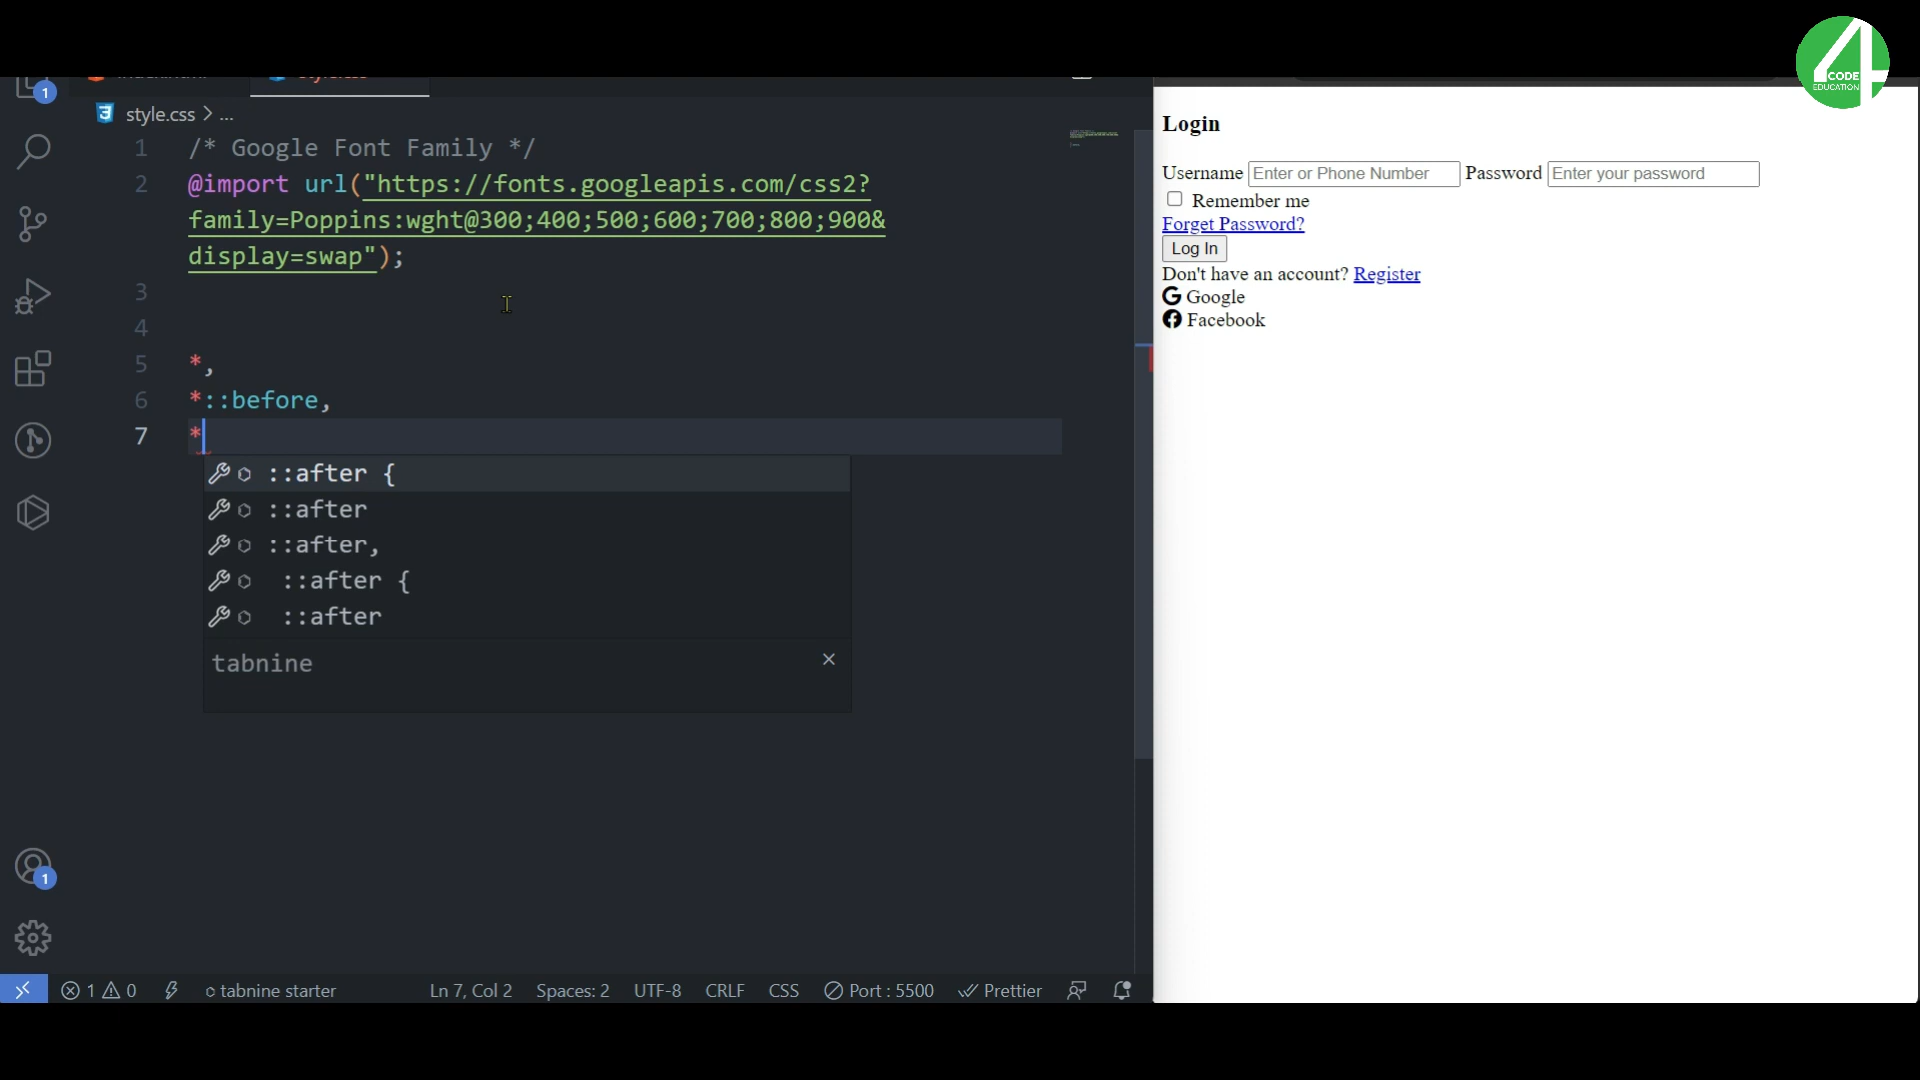 4
CODE
EDUCATION
1
style.css > ...
1 /* Google Font Family */
2 @import url("https://fonts.googleapis.com/css2?
family=Poppins:wght@300;400;500;600;700;800;900&
display=swap");
3
4
5 *,
6 *::before,
7 *
::after {
::after
::after,
::after {
::after
tabnine
1
1 0 tabnine starter Ln 7, Col 2 Spaces: 2 UTF-8 CRLF CSS Port : 5500 Prettier
Login
Username Enter or Phone Number Password Enter your password
Remember me
Forget Password?
Log In
Don't have an account? Register
Google
Facebook